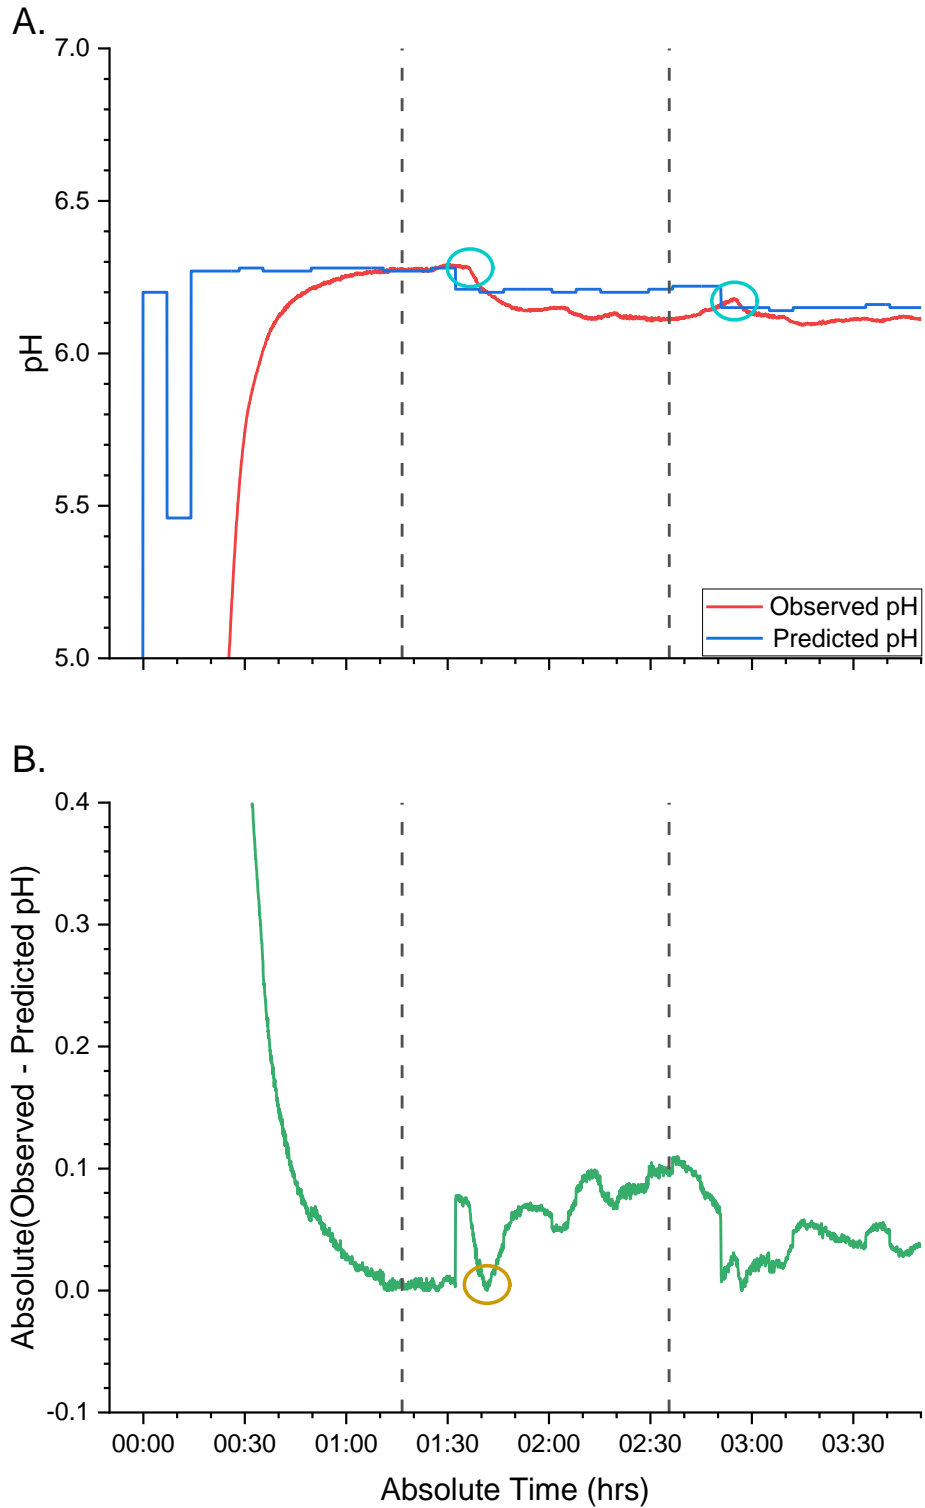 A.
7.0
6.5
6.0
5.5
5.0
pH
Observed pH
Predicted pH
B.
0.4
0.3
0.2
0.1
0.0
-0.1
Absolute(Observed - Predicted pH)
00:00 00:30 01:00 01:30 02:00 02:30 03:00 03:30
Absolute Time (hrs)